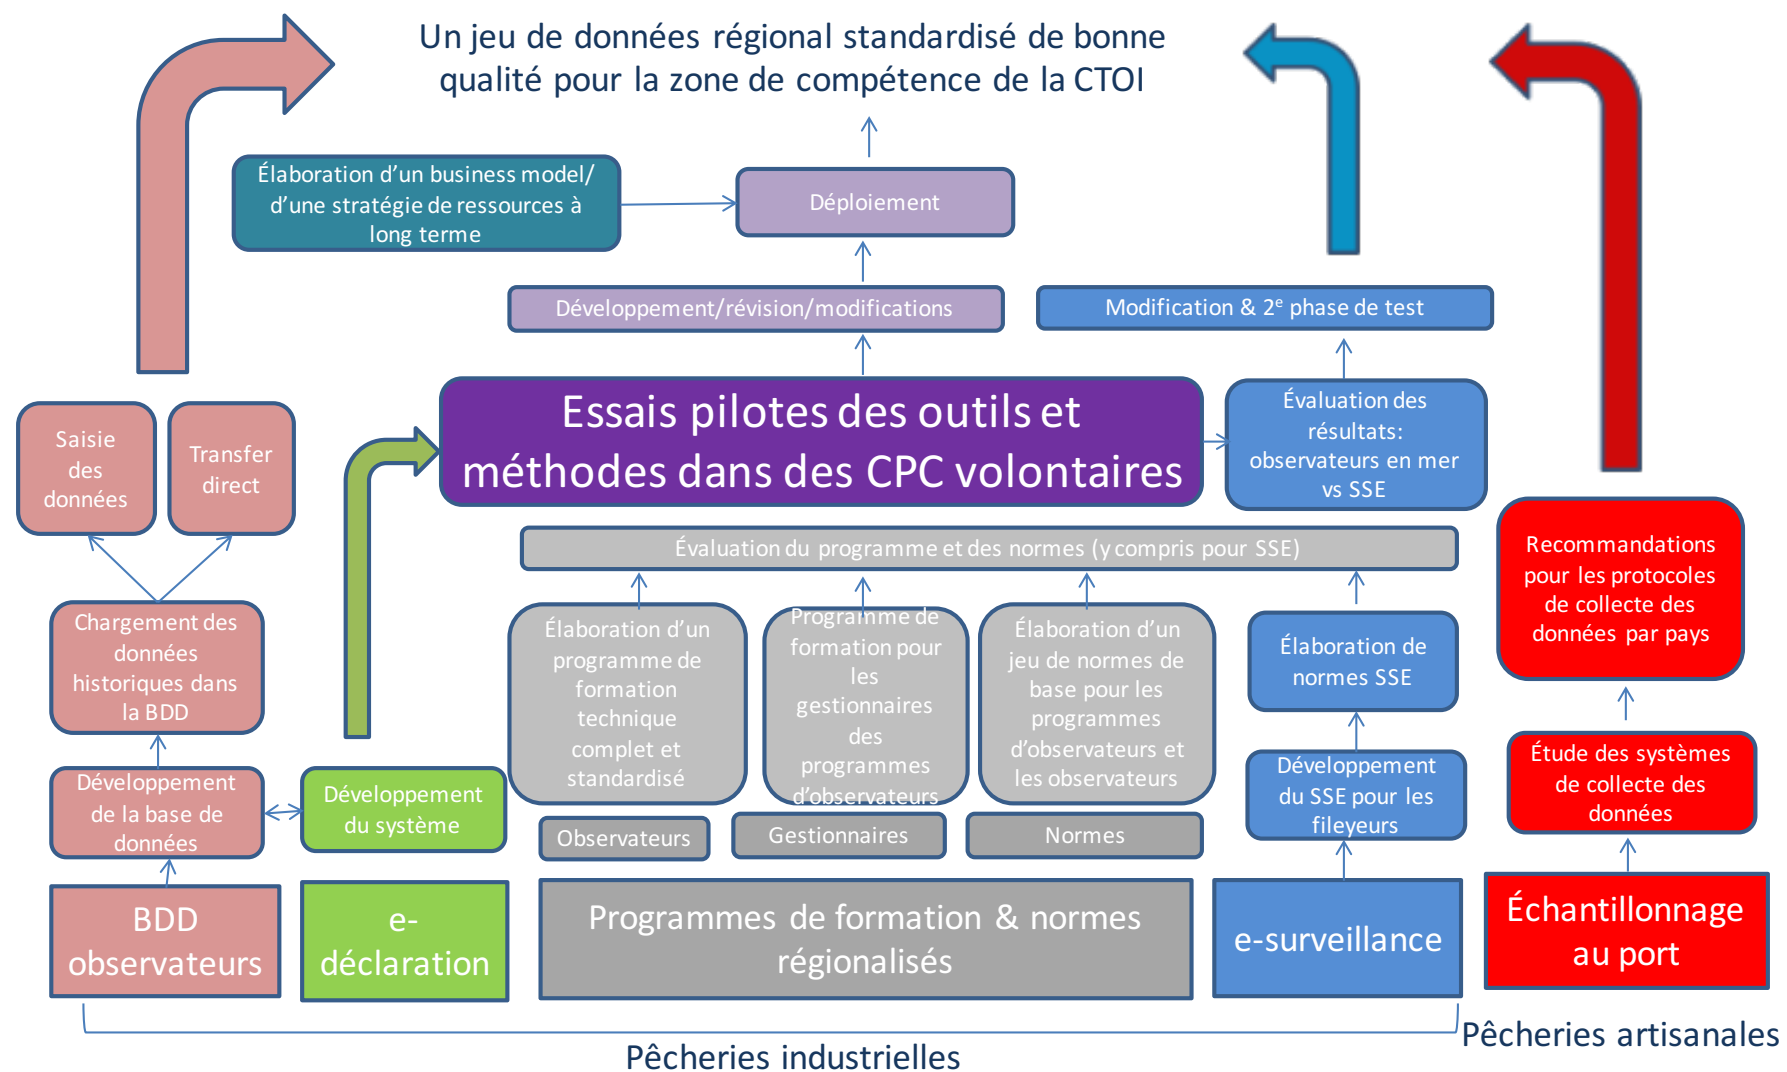 Un jeu de données régional standardisé de bonne
qualité pour la zone de compétence de la CTOI
Élaboration d'un business model/
d'une stratégie de ressources à
long terme
Déploiement
Développement/révision/modifications
Modification & 2e phase de test
Essais pilotes des outils et
méthodes dans des CPC volontaires
Évaluation des
résultats:
observateurs en mer
vs SSE
Saisie
des
données
Transfer
direct
Évaluation du programme et des normes (y compris pour SSE)
Recommandations
pour les protocoles
de collecte des
données par pays
Chargement des
données
historiques dans
la BDD
Élaboration d'un
programme de
formation
technique
complet et
standardisé
Programme de
formation pour
les
gestionnaires
des
programmes
d'observateurs
Élaboration d'un
jeu de normes de
base pour les
programmes
d'observateurs et
les observateurs
Élaboration de
normes SSE
Développement
de la base de
données
Développement
du système
Développement
du SSE pour les
fileyeurs
Étude des systèmes
de collecte des
données
Observateurs
Gestionnaires
Normes
BDD
observateurs
e-
déclaration
Programmes de formation & normes
régionalisés
e-surveillance
Échantillonnage
au port
Pêcheries industrielles
Pêcheries artisanales